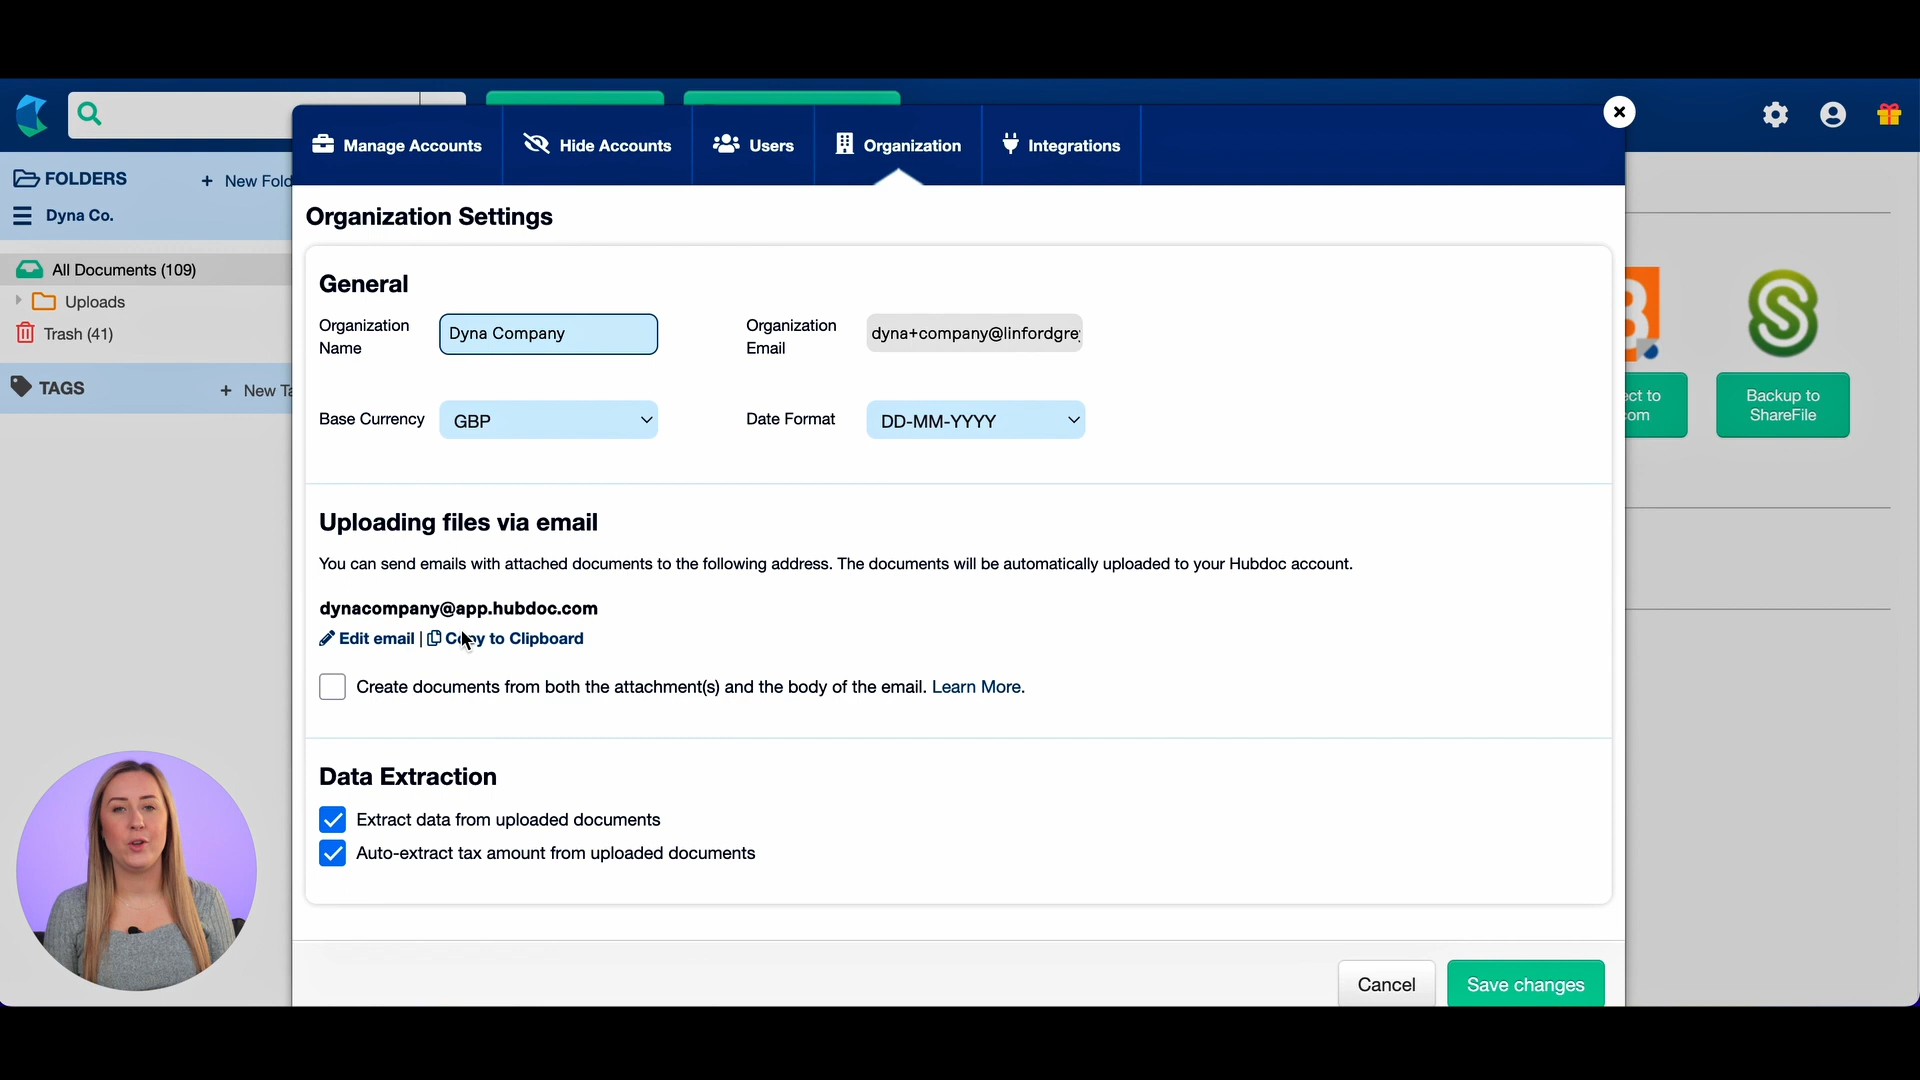 Manage Accounts
Hide Accounts
Users
Organization
Integrations
FOLDERS
+ New Fold
Dyna Co.
All Documents (109)
Uploads
Trash (41)
TAGS
+ New Ta
Organization Settings
General
Organization
Name
Dyna Company
Organization
Email
dyna+company@linfordgre
Base Currency
GBP
Date Format
DD-MM-YYYY
Uploading files via email
You can send emails with attached documents to the following address. The documents will be automatically uploaded to your Hubdoc account.
dynacompany@app.hubdoc.com
Edit email | Copy to Clipboard
Create documents from both the attachment(s) and the body of the email. Learn More.
Data Extraction
Extract data from uploaded documents
Auto-extract tax amount from uploaded documents
Cancel
Save changes
ect to
om
Backup to
ShareFile